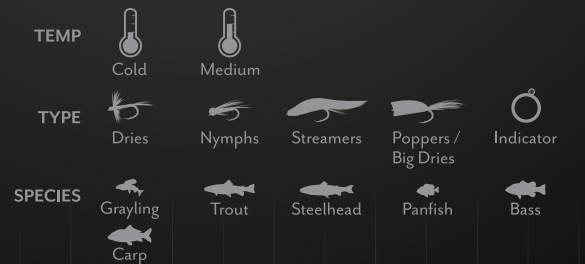 TEMP
Cold Medium
TYPE
Dries Nymphs Streamers Poppers / Indicator
Big Dries
SPECIES
Grayling Trout Steelhead Panfish Bass
Carp